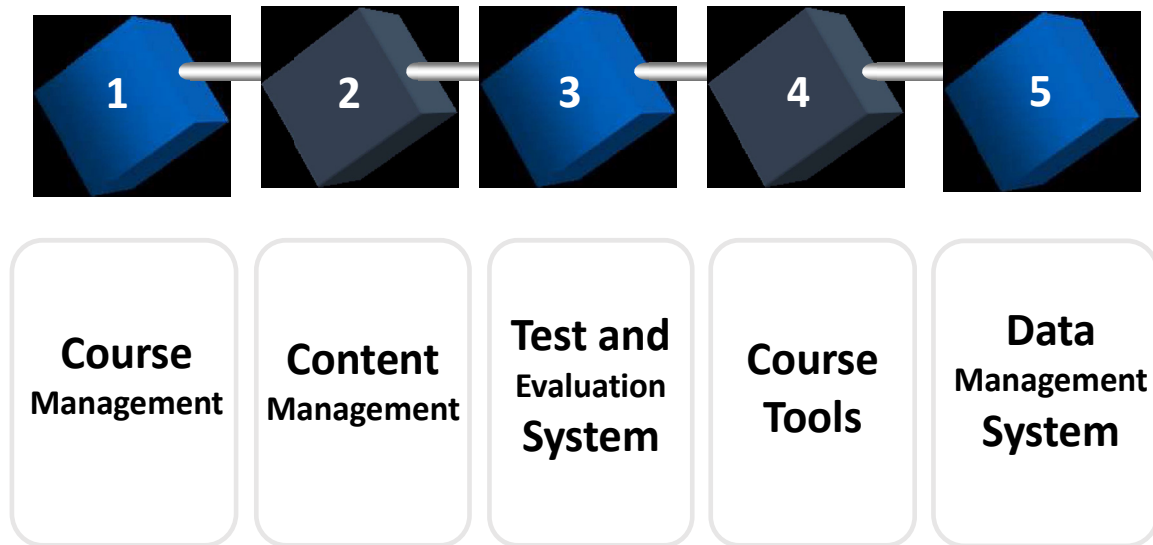 1
2
3
4
5
Course
Management
Content
Management
Test and
Evaluation
System
Course
Tools
Data
Management
System